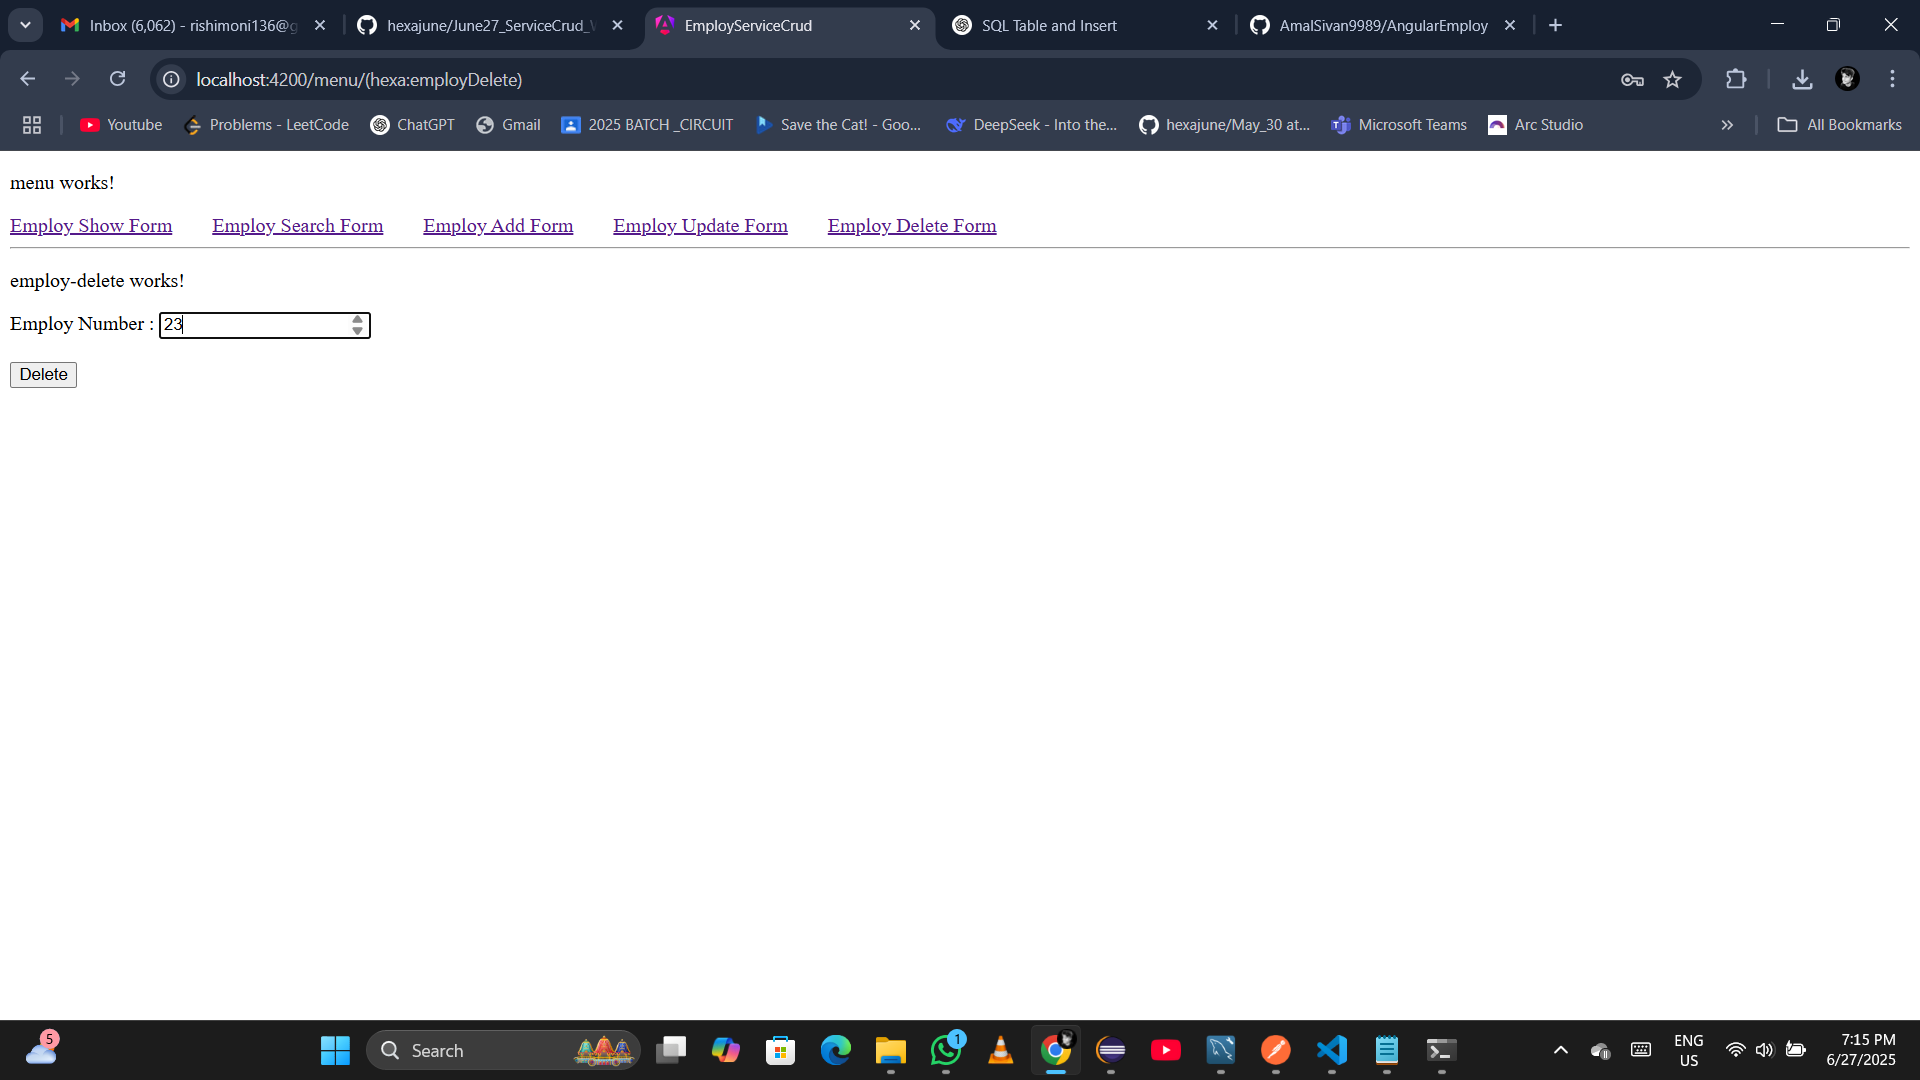 Inbox (6,062) - rishimoni136@g
hexajune/June27_ServiceCrud_
EmployServiceCrud
SQL Table and Insert
AmalSivan9989/AngularEmploy
localhost:4200/menu/(hexa:employDelete)
Youtube
Problems - LeetCode
ChatGPT
Gmail
2025 BATCH _CIRCUIT
Save the Cat! - Goo...
DeepSeek - Into the...
hexajune/May_30 at...
Microsoft Teams
Arc Studio
All Bookmarks
menu works!
Employ Show Form Employ Search Form Employ Add Form Employ Update Form Employ Delete Form
employ-delete works!
Employ Number : 23
Delete
5
Search
1
ENG
US
7:15 PM
6/27/2025